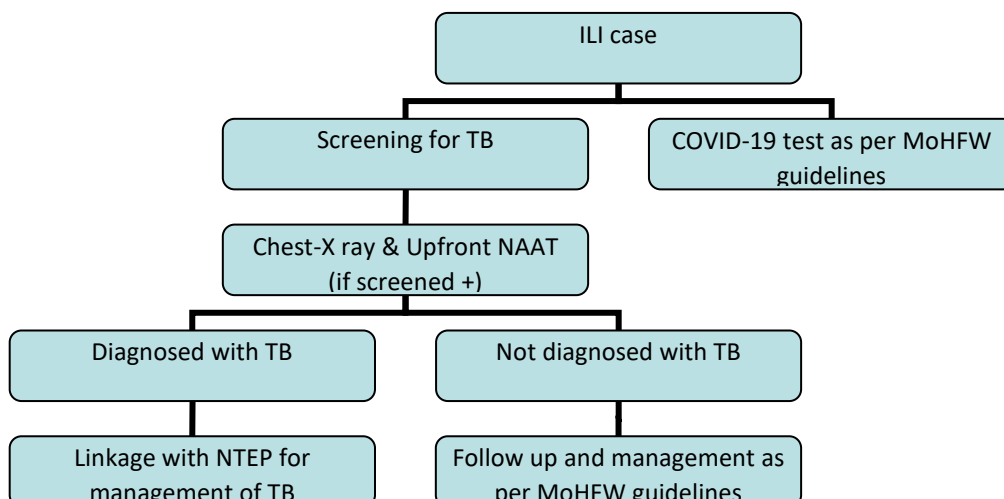 ILI case
Screening for TB
COVID-19 test as per MoHFW
guidelines
Chest-X ray & Upfront NAAT
(if screened +)
Diagnosed with TB
Not diagnosed with TB
Linkage with NTEP for
management of TB
Follow up and management as
per MoHFW guidelines